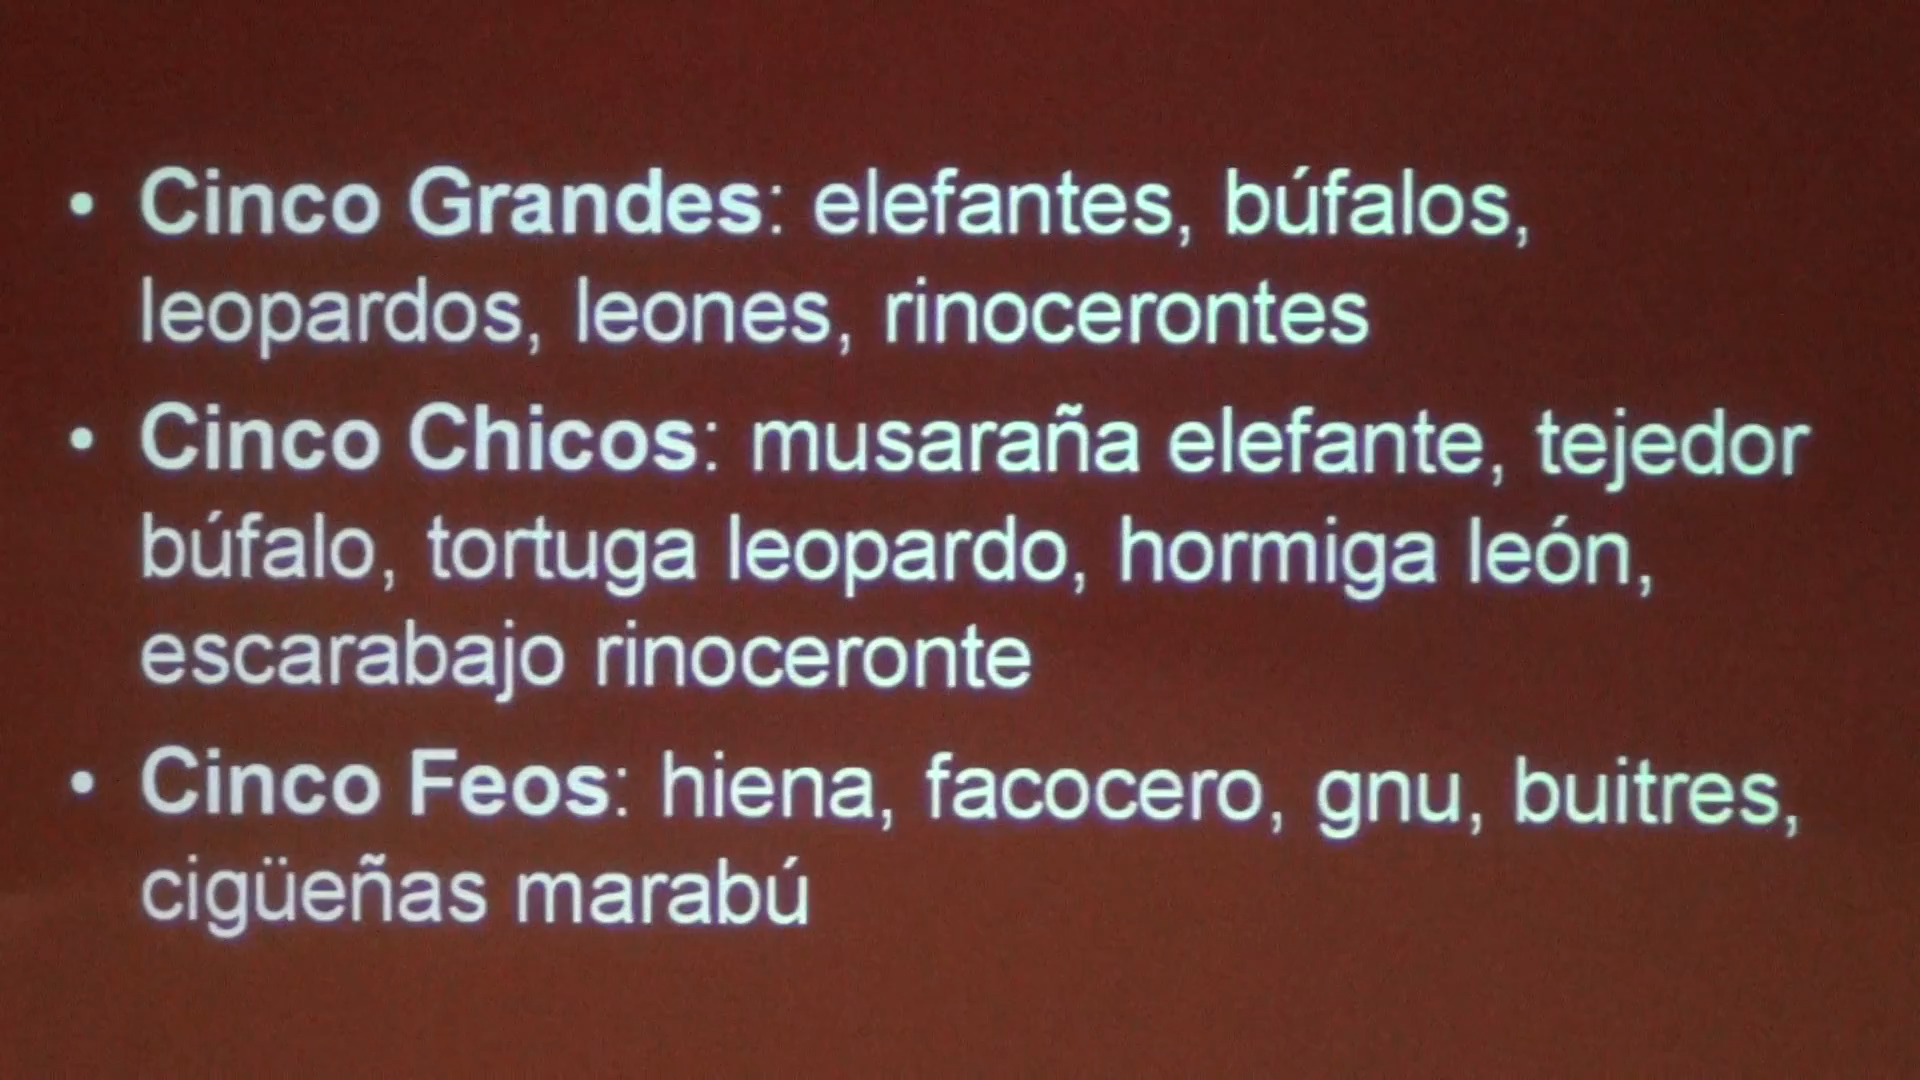 • Cinco Grandes: elefantes, búfalos,
leopardos, leones, rinocerontes
• Cinco Chicos: musaraña elefante, tejedor
búfalo, tortuga leopardo, hormiga león,
escarabajo rinoceronte
• Cinco Feos: hiena, facocero, gnu, buitres,
cigüeñas marabú